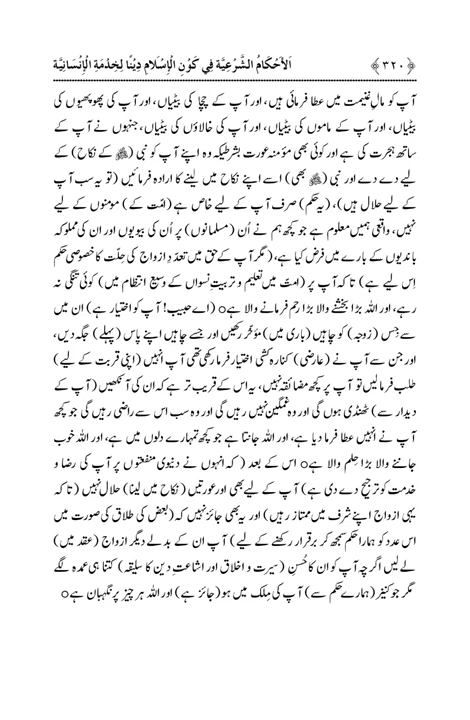 ﴿۳۲۰﴾ اَلأَحْكَامُ الشَّرْعِيَّة فِي كَوْنِ الْإِسْلَامِ دِيْنًا لِخِدْمَةِ الْإِنْسَانِيَّة
آپ کو مالِ غنیمت میں عطا فرمائی ہیں، اور آپ کے چچا کی بیٹیاں، اور آپ کی پھوپھیوں کی
بیٹیاں، اور آپ کے ماموں کی بیٹیاں، اور آپ کی خالاؤں کی بیٹیاں، جنہوں نے آپ کے
ساتھ ہجرت کی ہے اور کوئی بھی مؤمنہ عورت بشرطیکہ وہ اپنے آپ کو نبی (ﷺ کے نکاح) کے
لیے دے دے اور نبی (ﷺ بھی) اسے اپنے نکاح میں لینے کا ارادہ فرمائیں (تو یہ سب آپ
کے لیے حلال ہیں)، (یہ حکم) صرف آپ کے لیے خاص ہے (امّت کے) مومنوں کے لیے
نہیں، واقعی ہمیں معلوم ہے جو کچھ ہم نے اُن (مسلمانوں) پر اُن کی بیویوں اور ان کی مملوکہ
باندیوں کے بارے میں فرض کیا ہے، (مگر آپ کے حق میں تعدّدِ ازواج کی حِلّت کا خصوصی حکم
اِس لیے ہے) تاکہ آپ پر (امتّ میں تعلیم و تربیتِ نسواں کے وسیع انتظام میں) کوئی تنگی نہ
رہے، اور اللہ بڑا بخشنے والا بڑا رحم فرمانے والا ہےo (اے حبیب! آپ کو اختیار ہے) ان میں
سے جِس (زوجہ) کو چاہیں (باری میں) مؤخّر رکھیں اور جسے چاہیں اپنے پاس (پہلے) جگہ دیں،
اور جن سے آپ نے (عارضی) کنارہ کشی اختیار فرما رکھی تھی آپ انہیں (اپنی قربت کے لیے)
طلب فرما لیں تو آپ پر کچھ مضائقہ نہیں، یہ اس کے قریب تر ہے کہ ان کی آنکھیں (آپ کے
دیدار سے) ٹھنڈی ہوں گی اور وہ غمگین نہیں رہیں گی اور وہ سب اس سے راضی رہیں گی جو کچھ
آپ نے انہیں عطا فرما دیا ہے، اور اللہ جانتا ہے جو کچھ تمہارے دلوں میں ہے، اور اللہ خوب
جاننے والا بڑا حِلم والا ہےo اس کے بعد (کہ انہوں نے دنیوی منفعتوں پر آپ کی رضا و
خدمت کو ترجیح دے دی ہے) آپ کے لیے بھی اور عورتیں (نکاح میں لینا) حلال نہیں (تاکہ
یہی ازواج اپنے شرف میں ممتاز رہیں) اور یہ بھی جائز نہیں کہ (بعض کی طلاق کی صورت میں
اس عدد کو ہمارا حکم سمجھ کر برقرار رکھنے کے لیے) آپ ان کے بدلے دیگر ازواج (عقد میں)
لے لیں اگرچہ آپ کو ان کا حُسنِ (سیرت و اخلاق اور اشاعتِ دین کا سلیقہ) کتنا ہی عمدہ لگے
مگر جو کنیز (ہمارے حکم سے) آپ کی مِلک میں ہو (جائز ہے) اور اللہ ہر چیز پر نگہبان ہےo